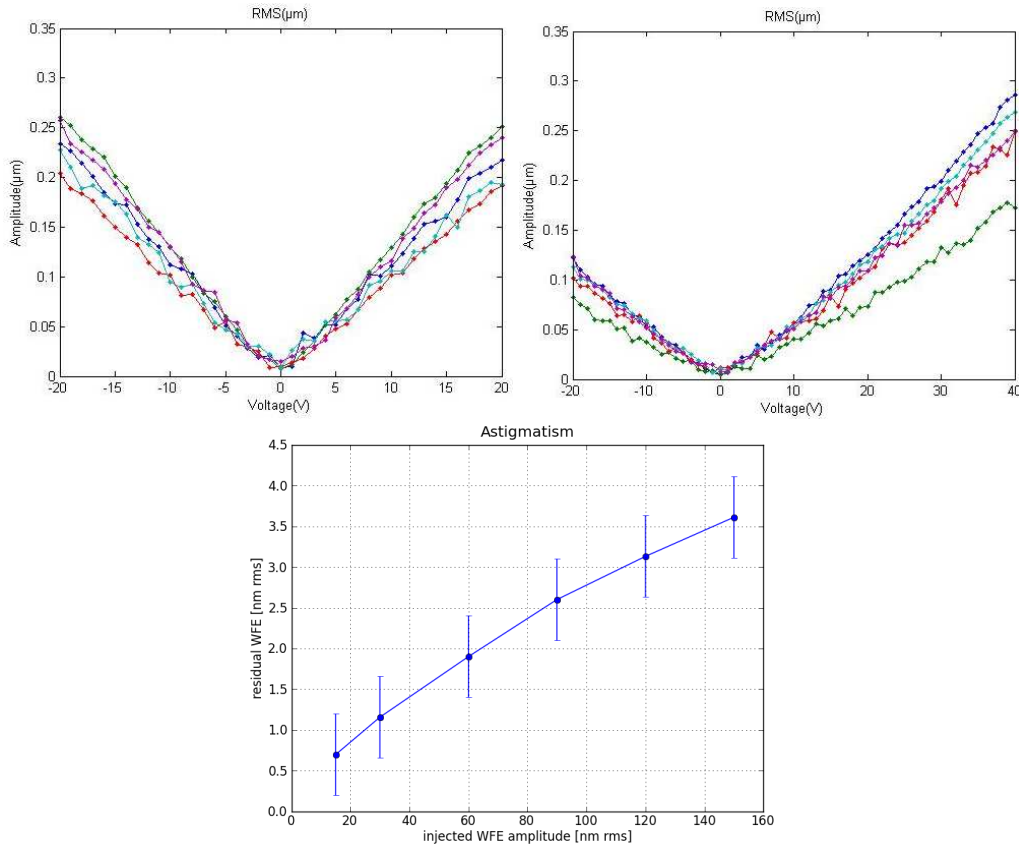 RMS(µm)
0.35
0.3
0.25
0.2
0.15
0.1
0.05
0
Amplitude(µm)
-20 -15 -10 -5 0 5 10 15 20
Voltage(V)
RMS(µm)
0.35
0.3
0.25
0.2
0.15
0.1
0.05
0
Amplitude(µm)
-20 -10 0 10 20 30 40
Voltage(V)
Astigmatism
4.5
4.0
3.5
3.0
2.5
2.0
1.5
1.0
0.5
0.0
residual WFE [nm rms]
0 20 40 60 80 100 120 140 160
injected WFE amplitude [nm rms]